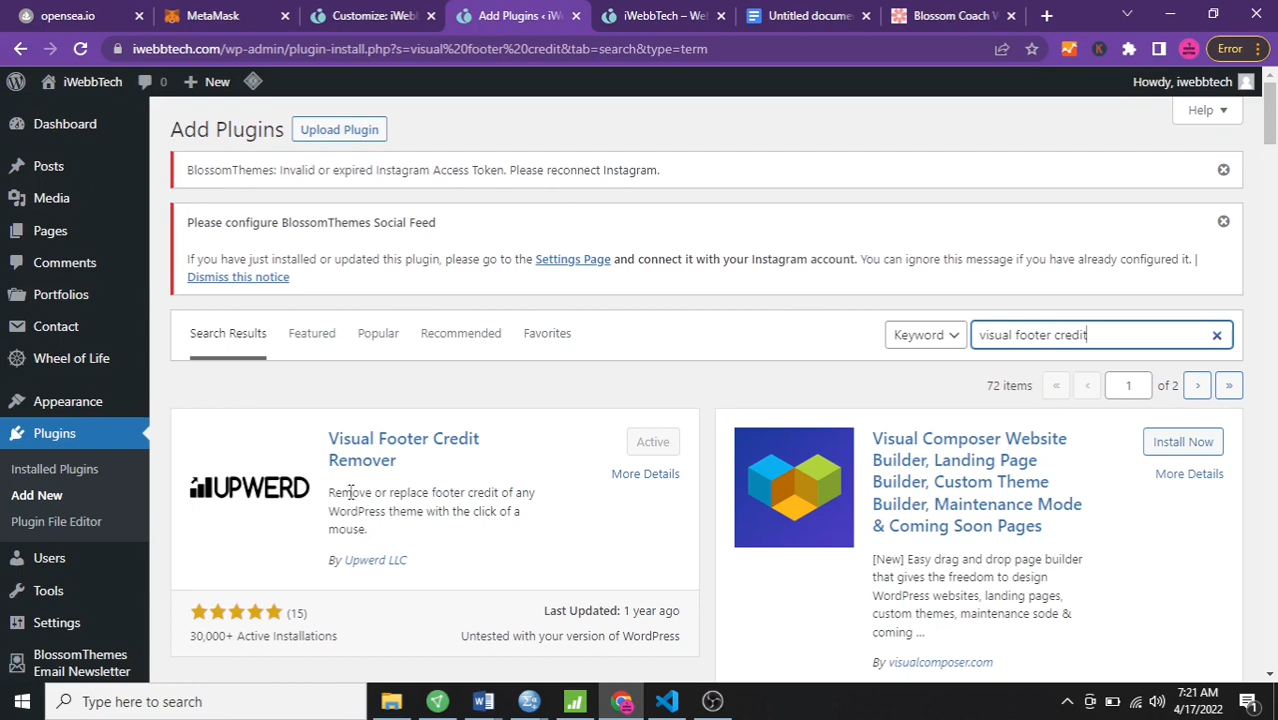 opensea.io
MetaMask
Customize: iWebl
Add Plugins ‹ iW
iWebbTech – We
Untitled docume
Blossom Coach W
iwebbtech.com/wp-admin/plugin-install.php?s=visual%20footer%20credit&tab=search&type=term
Error
iWebbTech
0
New
Howdy, iwebbtech
Dashboard
Posts
Media
Pages
Comments
Portfolios
Contact
Wheel of Life
Appearance
Plugins
Installed Plugins
Add New
Plugin File Editor
Users
Tools
Settings
BlossomThemes
Email Newsletter
Add Plugins
Upload Plugin
Help
BlossomThemes: Invalid or expired Instagram Access Token. Please reconnect Instagram.
Please configure BlossomThemes Social Feed
If you have just installed or updated this plugin, please go to the Settings Page and connect it with your Instagram account. You can ignore this message if you have already configured it. |
Dismiss this notice
Search Results
Featured
Popular
Recommended
Favorites
Keyword
visual footer credit
72 items
«
‹
1
of 2
›
»
UPWERD
Visual Footer Credit
Remover
Active
More Details
Remove or replace footer credit of any
WordPress theme with the click of a
mouse.
By Upwerd LLC
(15)
Last Updated: 1 year ago
30,000+ Active Installations
Untested with your version of WordPress
Visual Composer Website
Builder, Landing Page
Builder, Custom Theme
Builder, Maintenance Mode
& Coming Soon Pages
Install Now
More Details
[New] Easy drag and drop page builder
that gives the freedom to design
WordPress websites, landing pages,
custom themes, maintenance sode &
coming ...
By visualcomposer.com
Type here to search
7:21 AM
4/17/2022
1